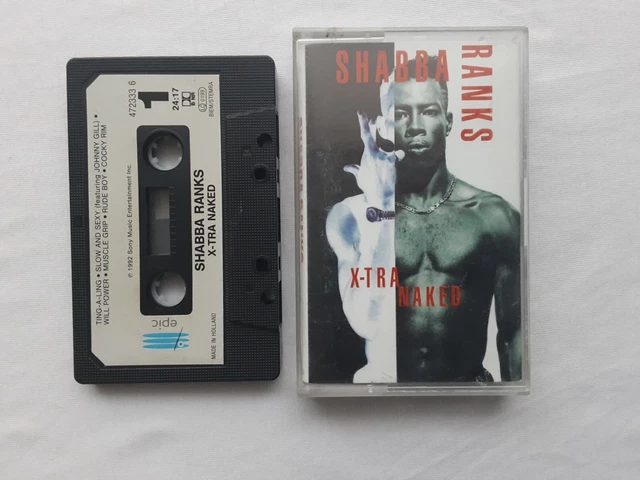 472333 6
1
24:17
BIEM/STEMRA
SHABBA RANKS
X-TRA NAKED
℗ 1992 Sony Music Entertainment Inc.
TING-A-LING • SLOW AND SEXY (featuring JOHNNY GILL) •
WILL POWER • MUSCLE GRIP • RUDE BOY • COCKY RIM
epic
MADE IN HOLLAND
SHABBA
RANKS
X-TRA
NAKED